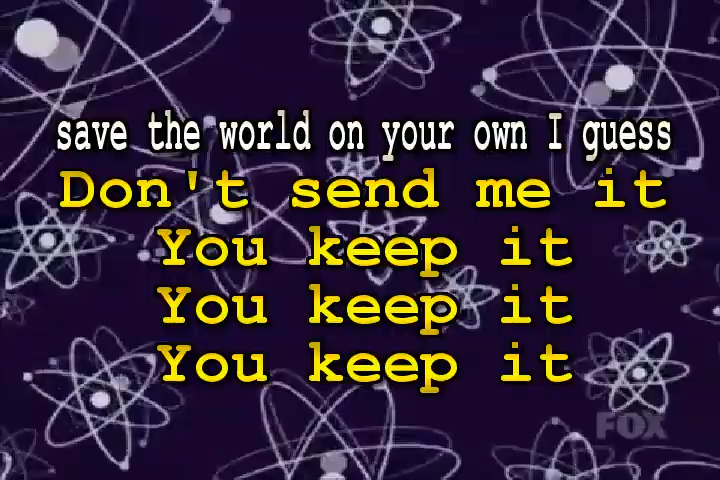 save the world on your own I guess
Don't send me it
You keep it
You keep it
You keep it
FOX